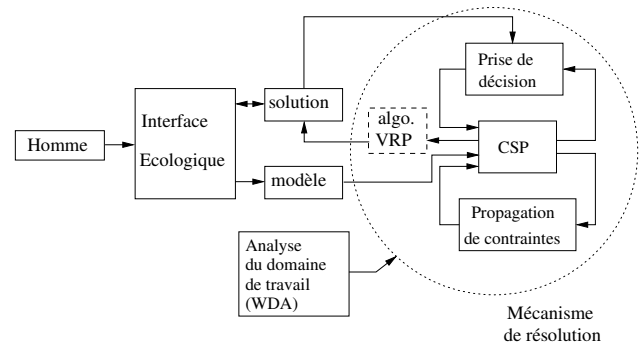 Prise de
décision
solution
algo.
VRP
Interface
Ecologique
Homme
CSP
modèle
Propagation
de contraintes
Analyse
du domaine
de travail
(WDA)
Mécanisme
de résolution